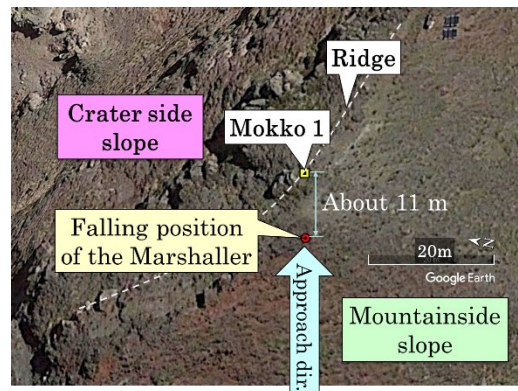 Ridge
Crater side
slope
Mokko 1
About 11 m
Falling position
of the Marshaller
20m
N
Google Earth
Approach dir.
Mountainside
slope